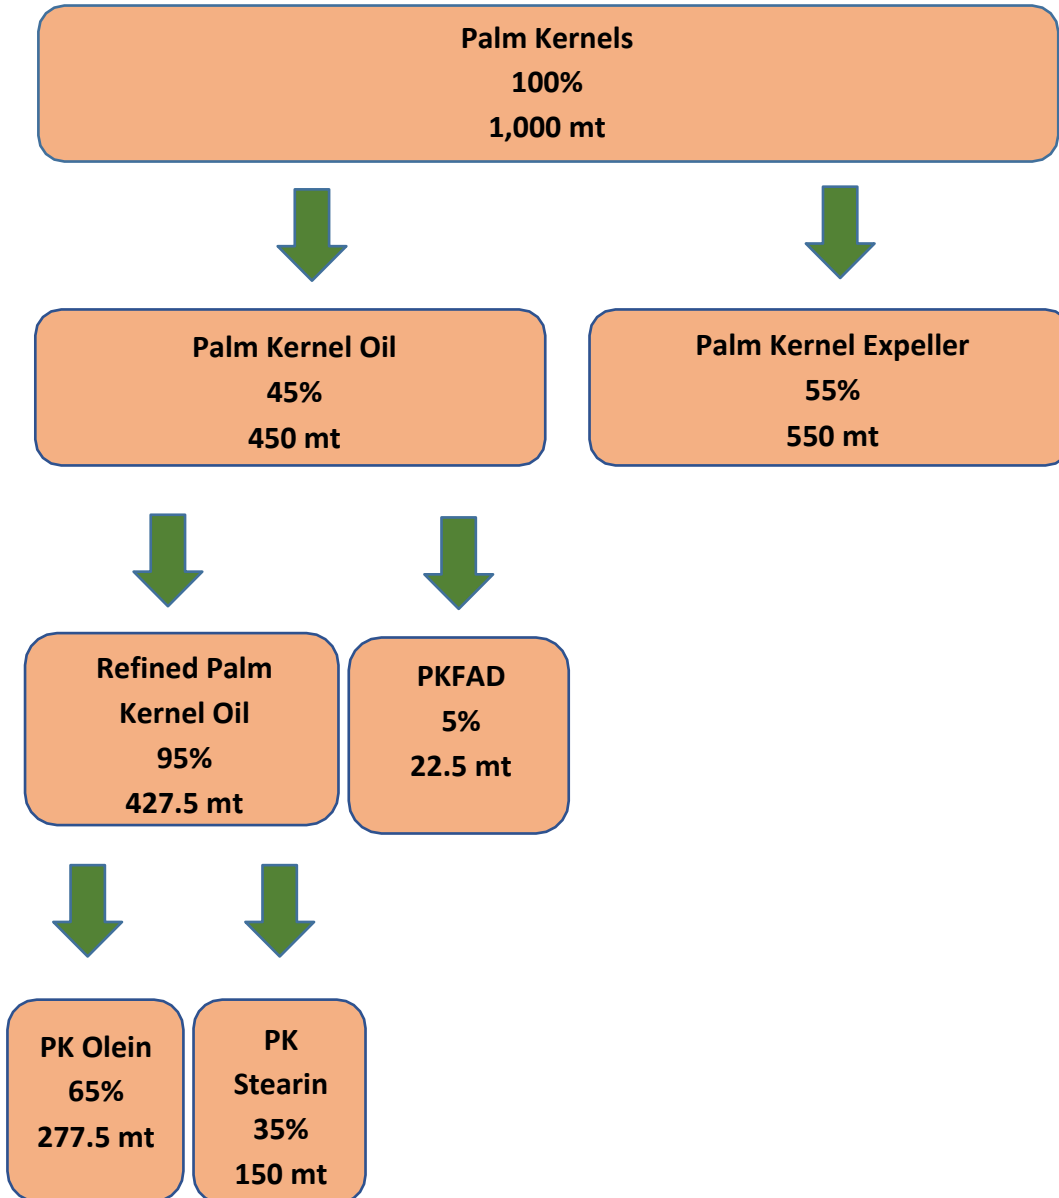 Palm Kernels
100%
1,000 mt
Palm Kernel Oil
45%
450 mt
Palm Kernel Expeller
55%
550 mt
Refined Palm
Kernel Oil
95%
427.5 mt
PKFAD
5%
22.5 mt
PK Olein
65%
277.5 mt
PK
Stearin
35%
150 mt